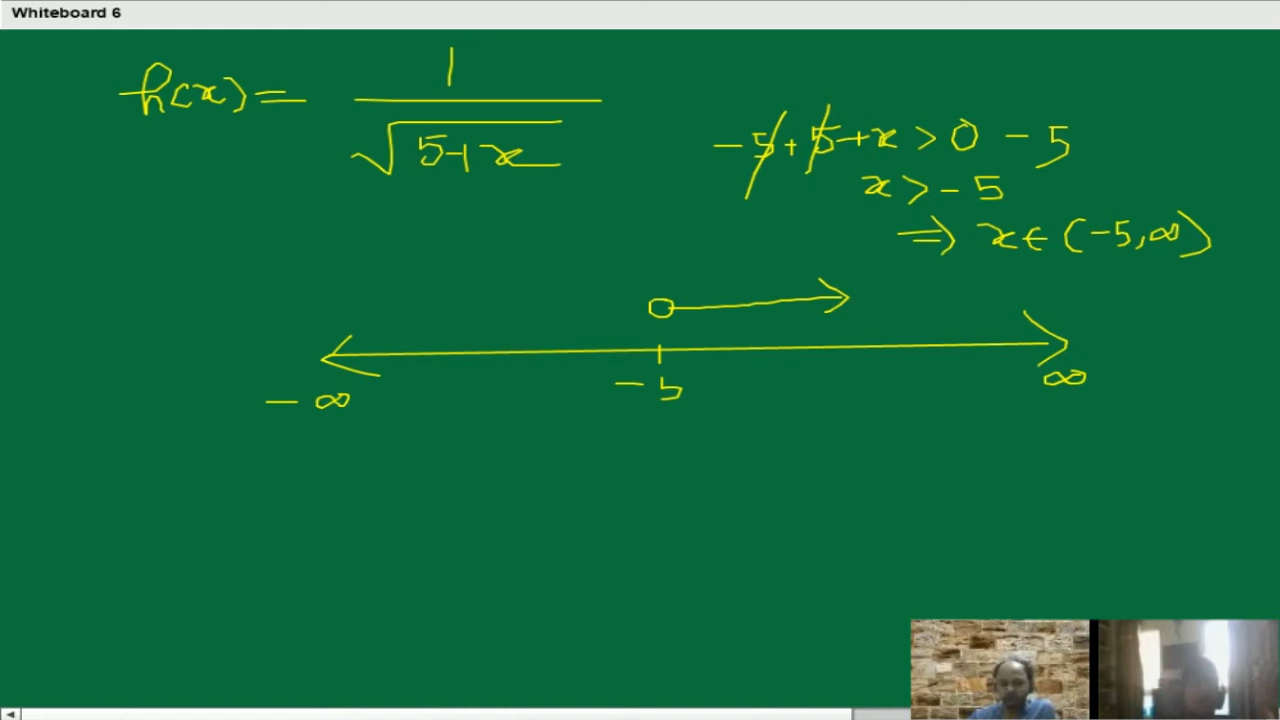 Whiteboard 6
h(x) = 1 / √(5+x)
-5+5+x > 0 - 5
x > - 5
⇒ x ∈ (-5, ∞)
- ∞ - 5 ∞